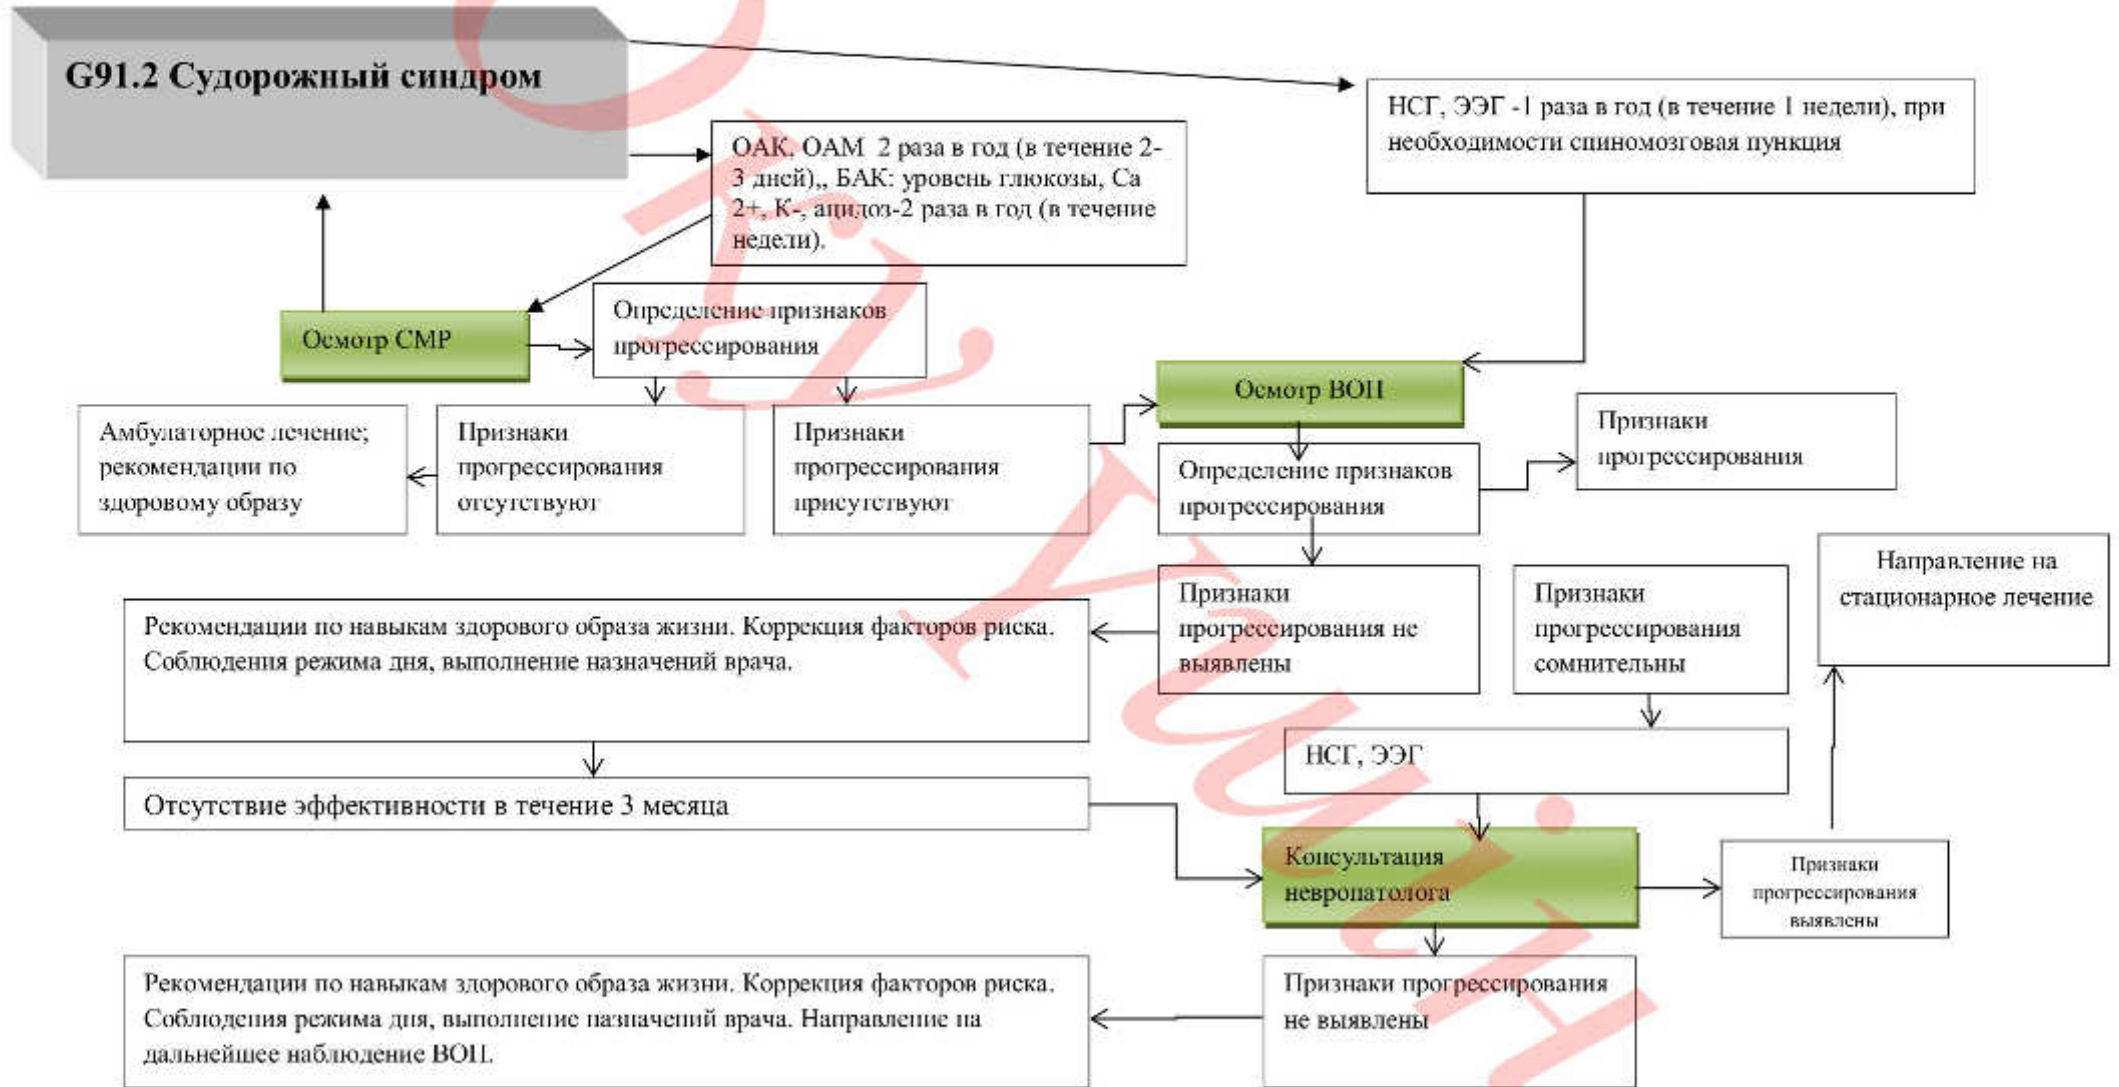 G91.2 Судорожный синдром
НСГ, ЭЭГ -1 раза в год (в течение 1 недели), при
необходимости спиномозговая пункция
ОАК, ОАМ 2 раза в год (в течение 2-
3 дней),, БАК: уровень глюкозы, Са
2+, К-, ацидоз-2 раза в год (в течение
недели).
Осмотр СМР
Определение признаков
прогрессирования
Осмотр ВОП
Амбулаторное лечение;
рекомендации по
здоровому образу
Признаки
прогрессирования
отсутствуют
Признаки
прогрессирования
присутствуют
Определение признаков
прогрессирования
Признаки
прогрессирования
Направление на
стационарное лечение
Признаки
прогрессирования не
выявлены
Признаки
прогрессирования
сомнительны
Рекомендации по навыкам здорового образа жизни. Коррекция факторов риска.
Соблюдения режима дня, выполнение назначений врача.
НСГ, ЭЭГ
Отсутствие эффективности в течение 3 месяца
Консультация
невропатолога
Признаки
прогрессирования
выявлены
Рекомендации по навыкам здорового образа жизни. Коррекция факторов риска.
Соблюдения режима дня, выполнение назначений врача. Направление на
дальнейшее наблюдение ВОП.
Признаки прогрессирования
не выявлены